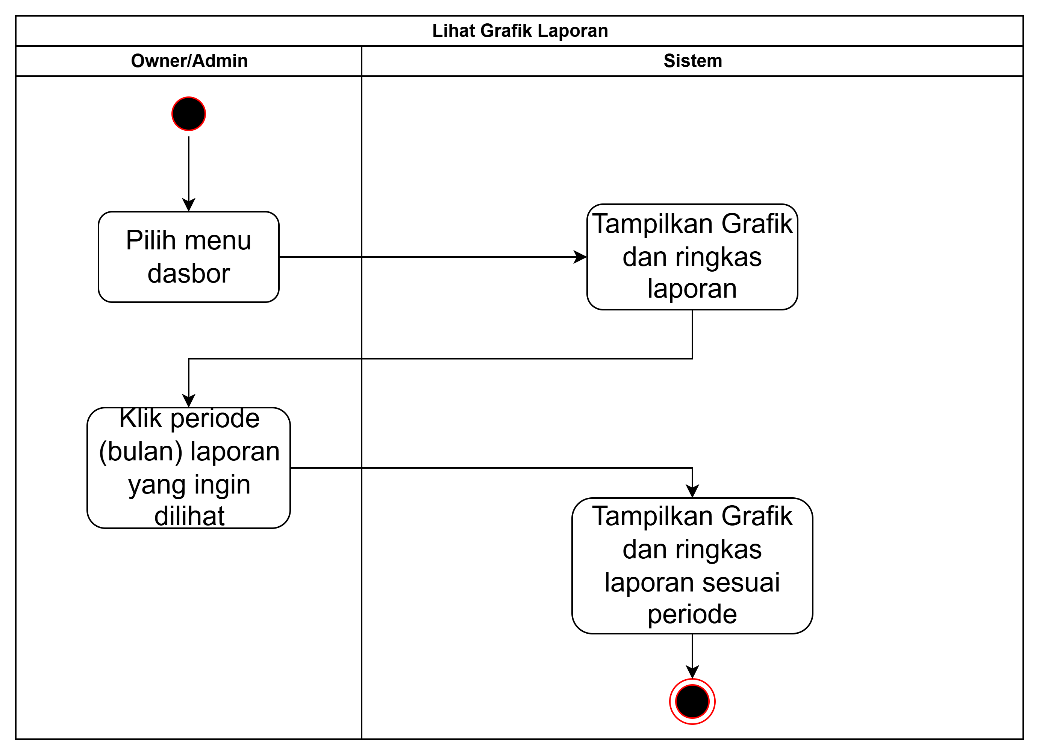 Lihat Grafik Laporan
Owner/Admin
Sistem
Pilih menu
dasbor
Tampilkan Grafik
dan ringkas
laporan
Klik periode
(bulan) laporan
yang ingin
dilihat
Tampilkan Grafik
dan ringkas
laporan sesuai
periode